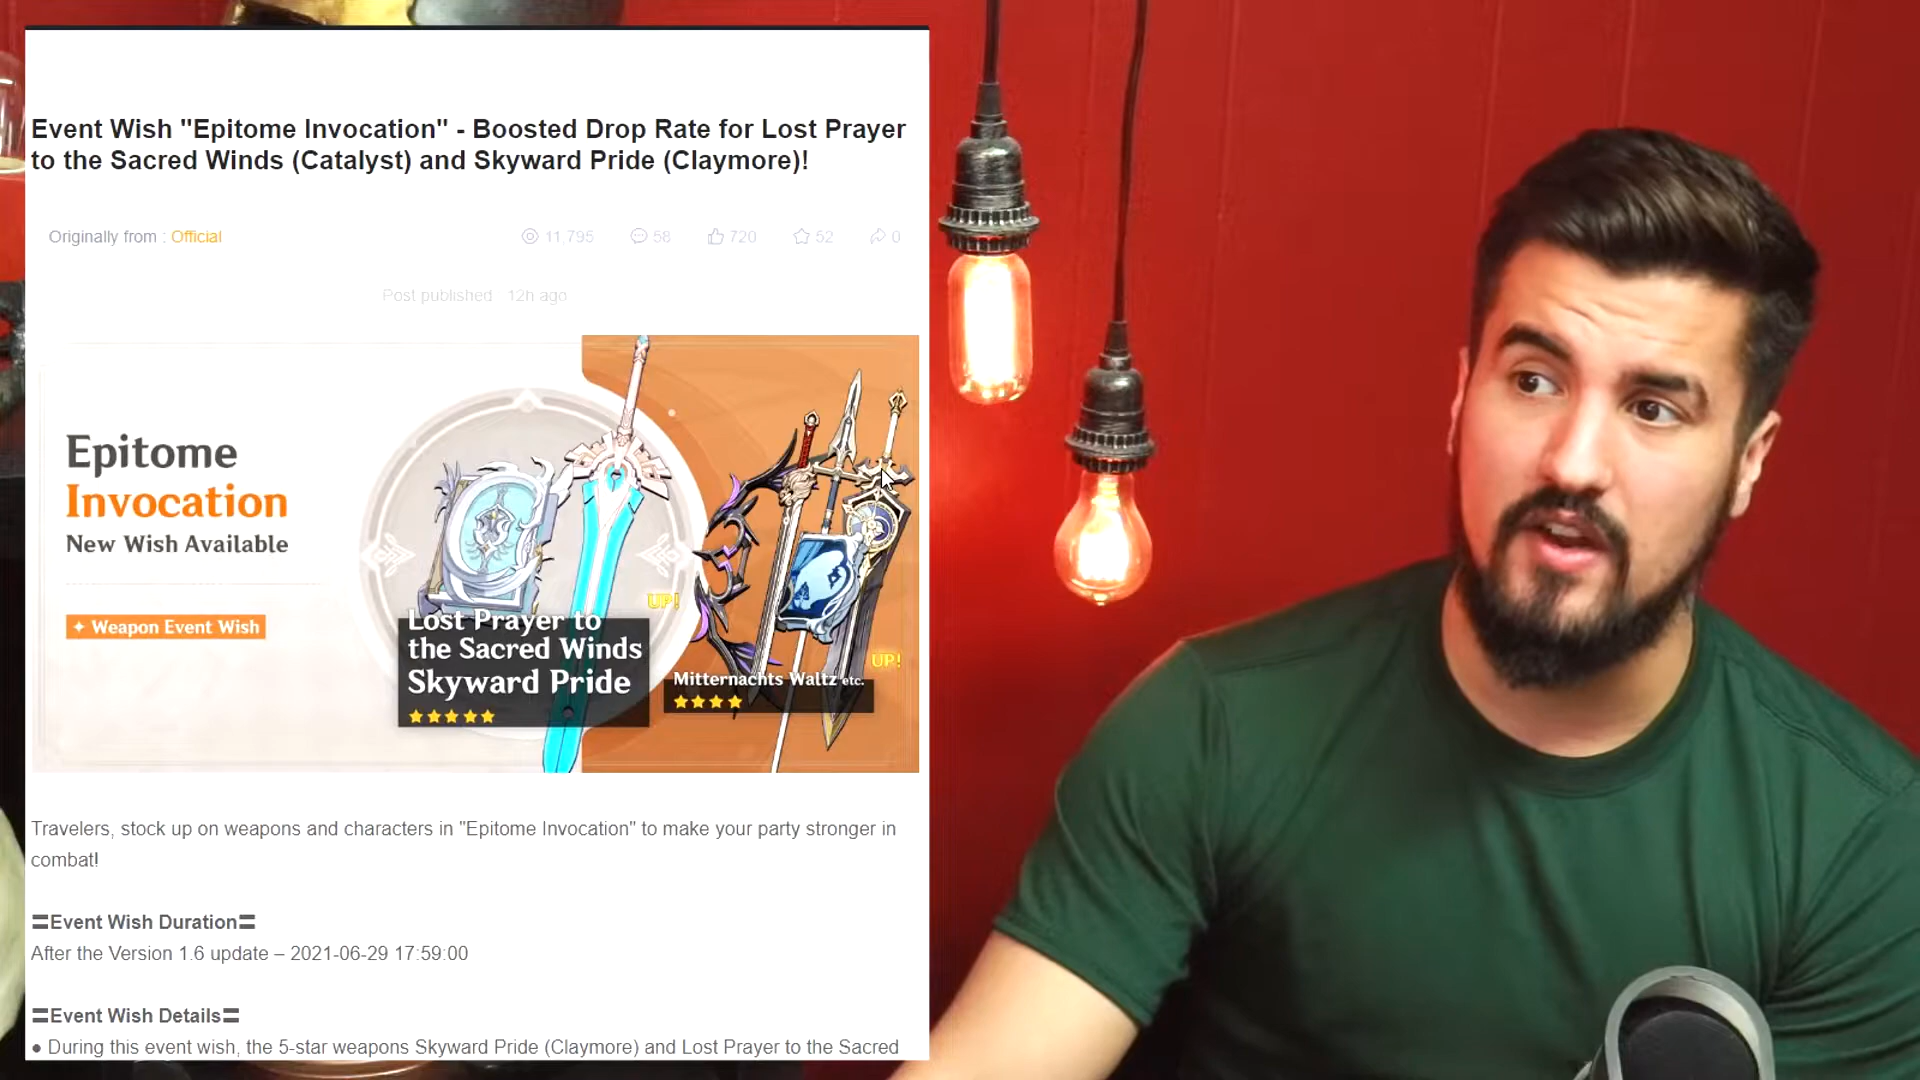 Event Wish "Epitome Invocation" - Boosted Drop Rate for Lost Prayer
to the Sacred Winds (Catalyst) and Skyward Pride (Claymore)!
Originally from : Official
11,795 58 720 52 0
Post published 12h ago
Epitome
Invocation
New Wish Available
✦ Weapon Event Wish
UP!
Lost Prayer to
the Sacred Winds
Skyward Pride
UP!
Mitternachts Waltz etc.
Travelers, stock up on weapons and characters in "Epitome Invocation" to make your party stronger in
combat!
〓Event Wish Duration〓
After the Version 1.6 update – 2021-06-29 17:59:00
〓Event Wish Details〓
● During this event wish, the 5-star weapons Skyward Pride (Claymore) and Lost Prayer to the Sacred